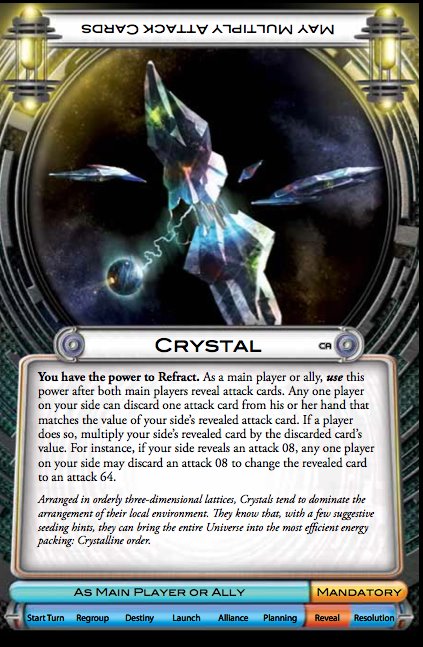 May Multiply Attack Cards
Crystal
CA
You have the power to Refract. As a main player or ally, use this
power after both main players reveal attack cards. Any one player
on your side can discard one attack card from his or her hand that
matches the value of your side's revealed attack card. If a player
does so, multiply your side's revealed card by the discarded card's
value. For instance, if your side reveals an attack 08, any one player
on your side may discard an attack 08 to change the revealed card
to an attack 64.
Arranged in orderly three-dimensional lattices, Crystals tend to dominate the
arrangement of their local environment. They know that, with a few suggestive
seeding hints, they can bring the entire Universe into the most efficient energy
packing: Crystalline order.
As Main Player or Ally Mandatory
Start Turn Regroup Destiny Launch Alliance Planning Reveal Resolution